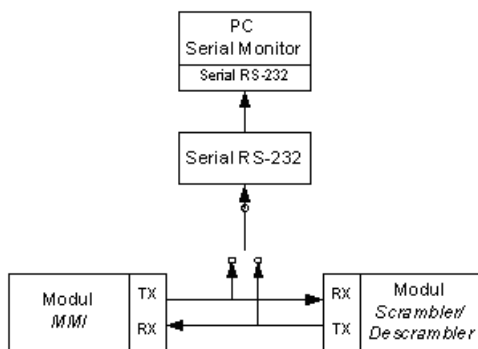 PC
Serial Monitor
Serial RS-232
Serial RS-232
Modul
MMI
TX
RX
RX
TX
Modul
Scrambler/
Descrambler